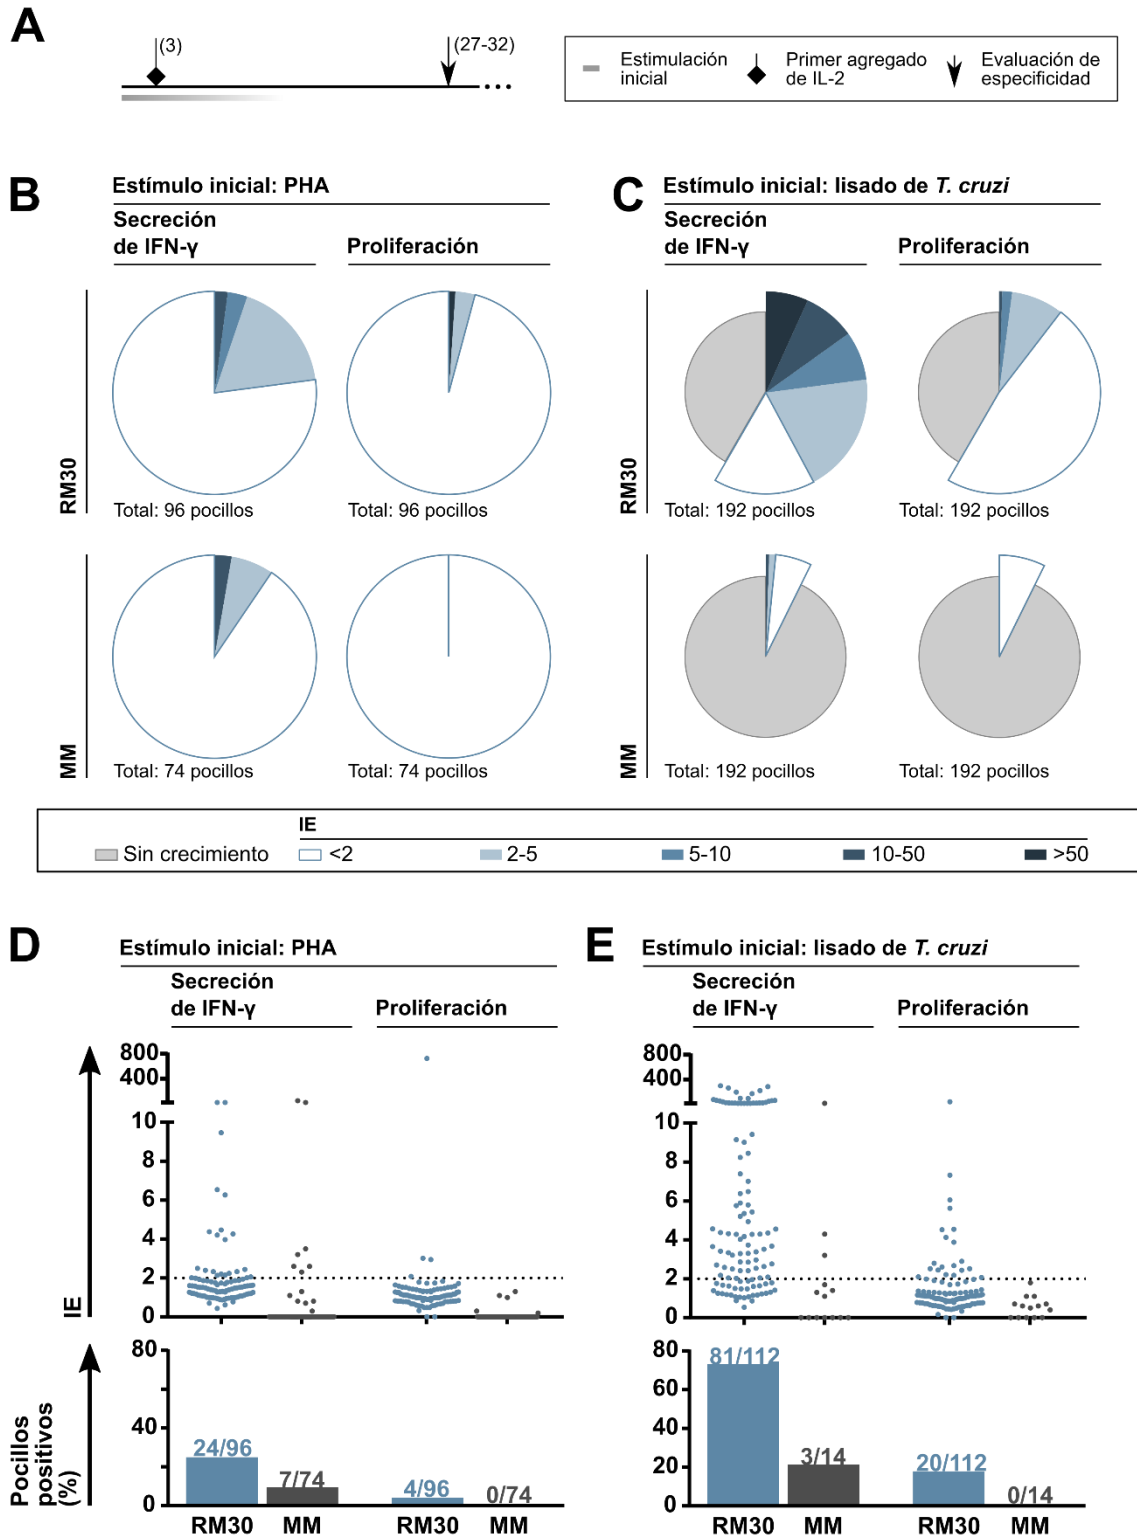 A
(3)
(27-32)
Estimulación
inicial
Primer agregado
de IL-2
Evaluación de
especificidad
B
Estímulo inicial: PHA
Secreción
de IFN-γ
Proliferación
C
Estímulo inicial: lisado de T. cruzi
Secreción
de IFN-γ
Proliferación
RM30
Total: 96 pocillos
Total: 96 pocillos
Total: 192 pocillos
Total: 192 pocillos
MM
Total: 74 pocillos
Total: 74 pocillos
Total: 192 pocillos
Total: 192 pocillos
IE
Sin crecimiento
<2
2-5
5-10
10-50
>50
D
Estímulo inicial: PHA
Secreción
de IFN-γ
Proliferación
E
Estímulo inicial: lisado de T. cruzi
Secreción
de IFN-γ
Proliferación
IE
800
400
10
8
6
4
2
0
800
400
10
8
6
4
2
0
Pocillos
positivos
(%)
80
40
0
24/96
7/74
4/96
0/74
RM30
MM
RM30
MM
80
60
40
20
0
81/112
3/14
20/112
0/14
RM30
MM
RM30
MM